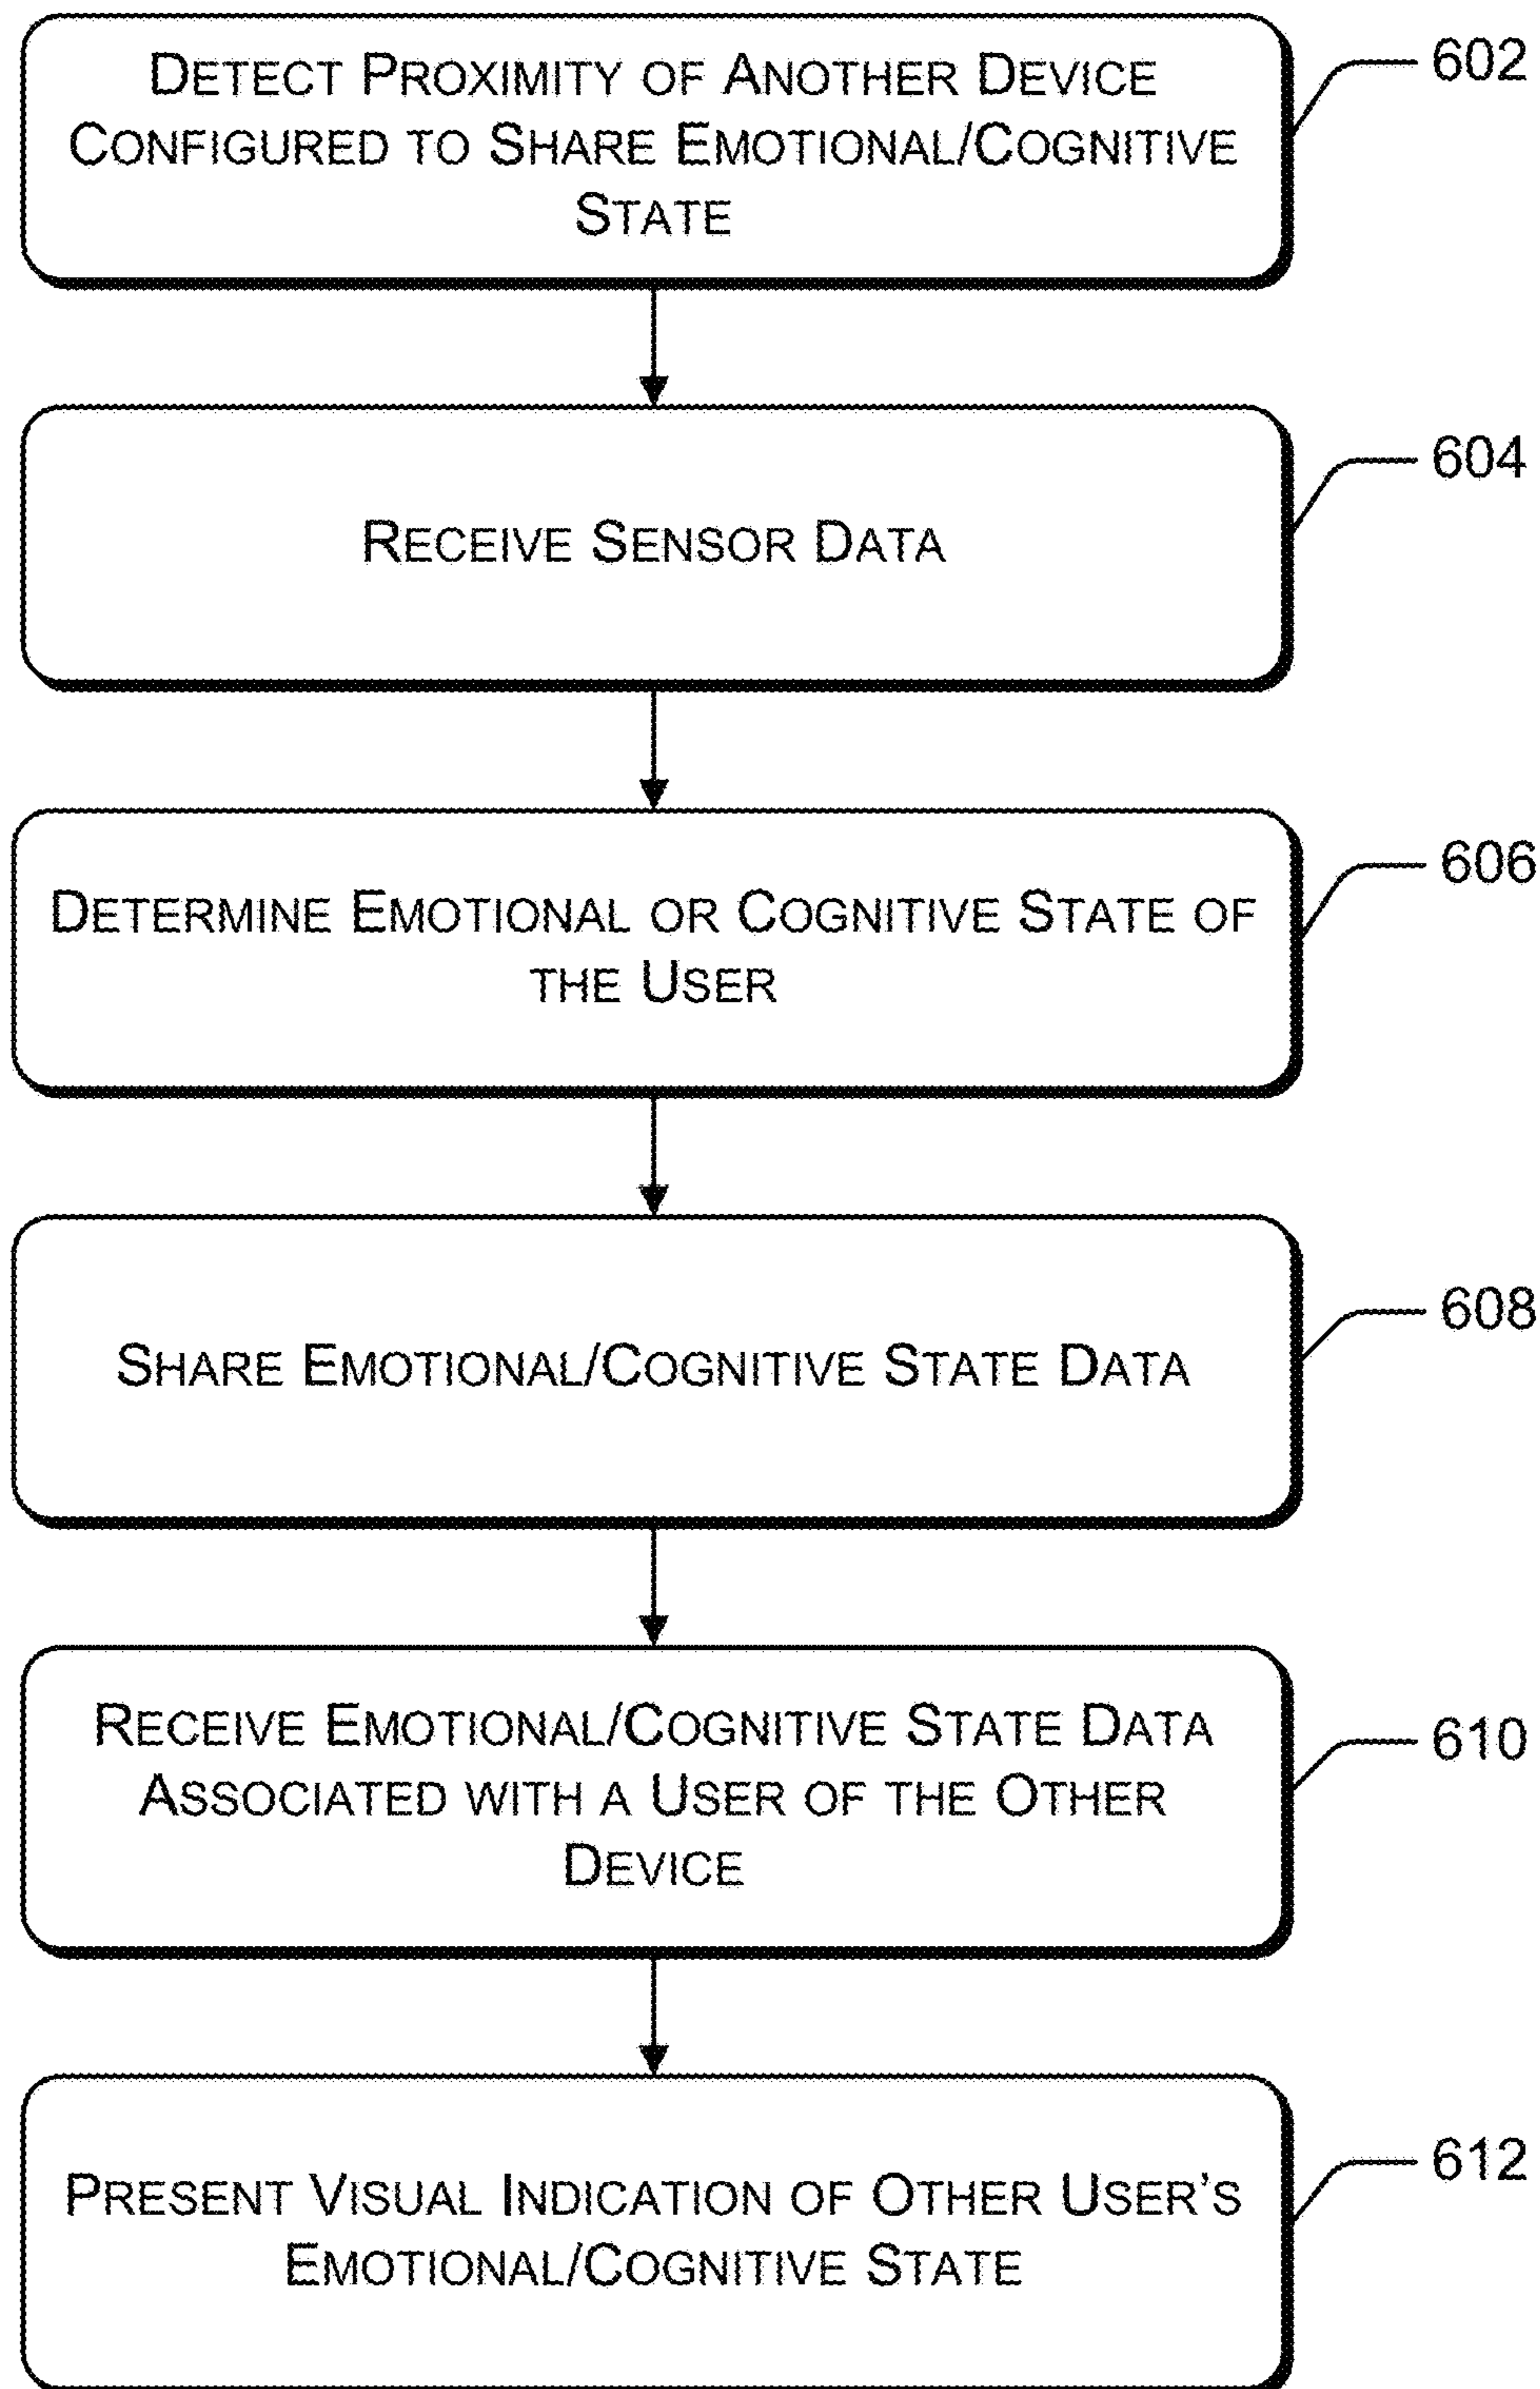 DETECT PROXIMITY OF ANOTHER DEVICE
CONFIGURED TO SHARE EMOTIONAL/COGNITIVE
STATE
602
RECEIVE SENSOR DATA
604
DETERMINE EMOTIONAL OR COGNITIVE STATE OF
THE USER
606
SHARE EMOTIONAL/COGNITIVE STATE DATA
608
RECEIVE EMOTIONAL/COGNITIVE STATE DATA
ASSOCIATED WITH A USER OF THE OTHER
DEVICE
610
PRESENT VISUAL INDICATION OF OTHER USER'S
EMOTIONAL/COGNITIVE STATE
612